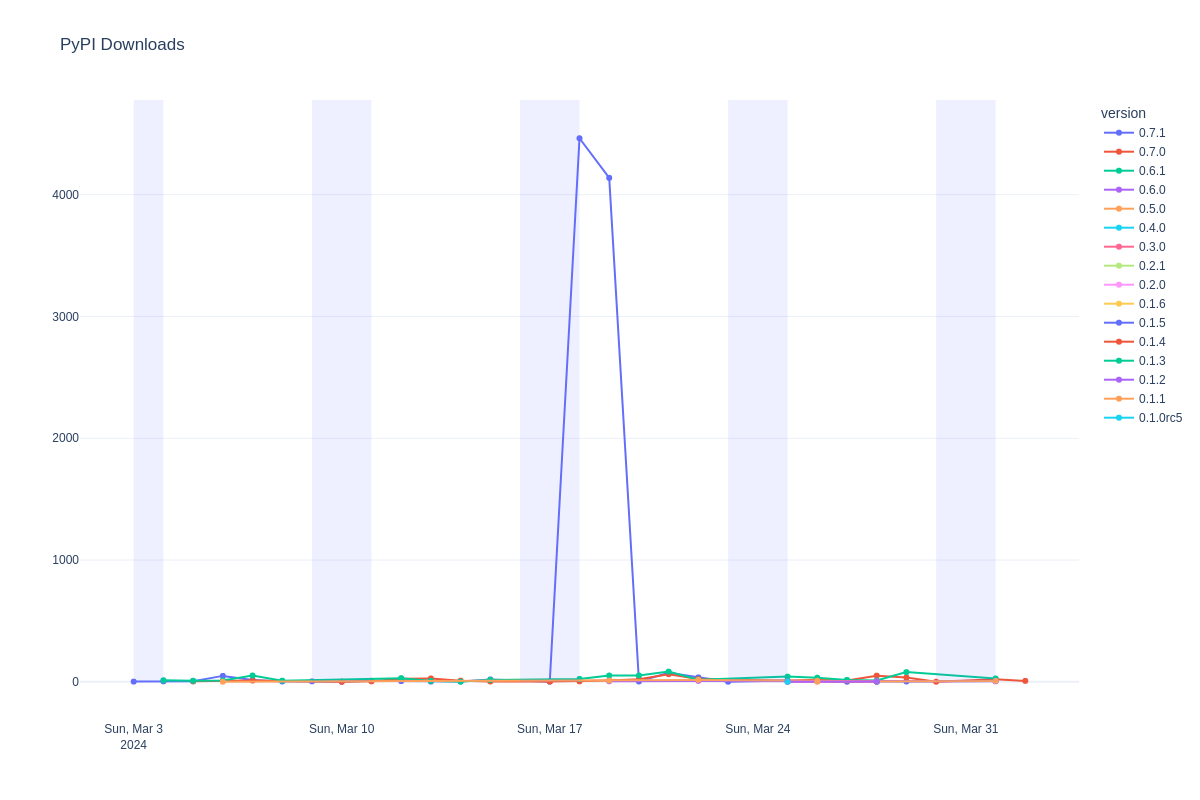 PyPI Downloads
4000
3000
2000
1000
0
Sun, Mar 3
2024
Sun, Mar 10
Sun, Mar 17
Sun, Mar 24
Sun, Mar 31
version
0.7.1
0.7.0
0.6.1
0.6.0
0.5.0
0.4.0
0.3.0
0.2.1
0.2.0
0.1.6
0.1.5
0.1.4
0.1.3
0.1.2
0.1.1
0.1.0rc5